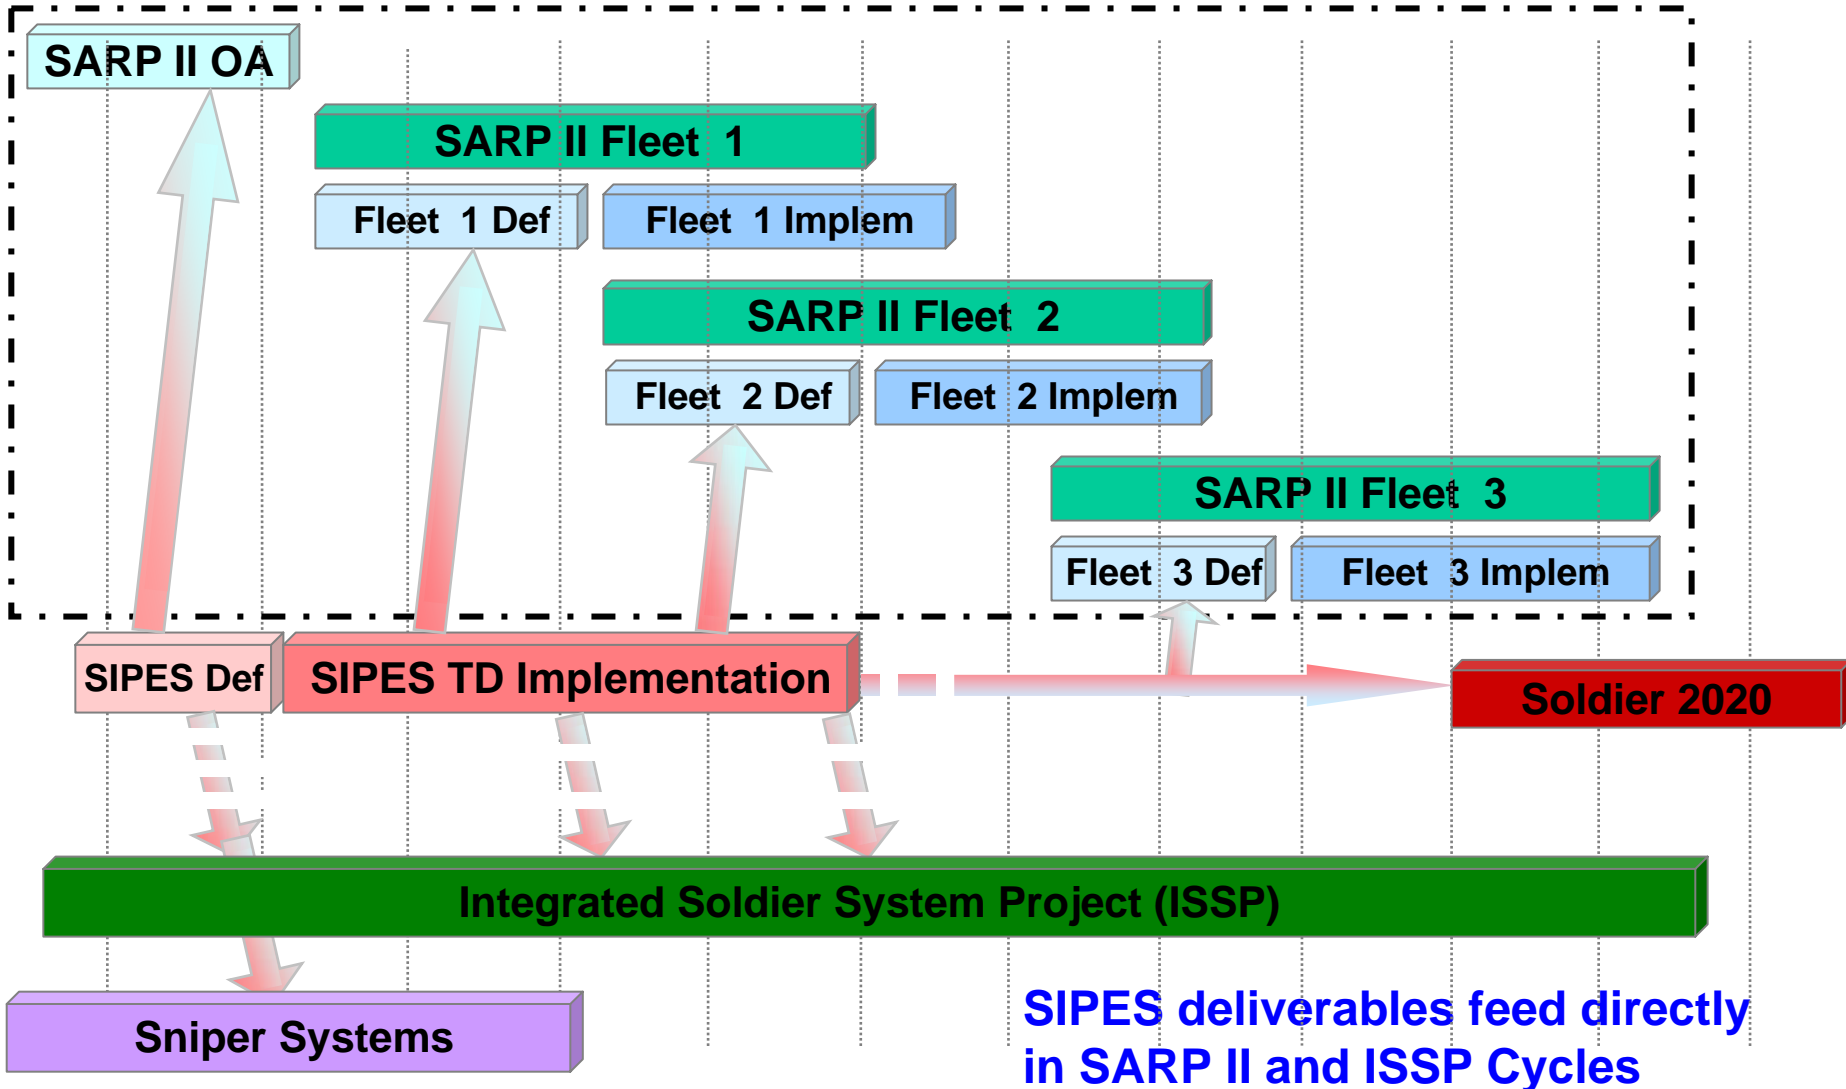 SARP II OA
SARP II Fleet 1
Fleet 1 Def
Fleet 1 Implem
SARP II Fleet 2
Fleet 2 Def
Fleet 2 Implem
SARP II Fleet 3
Fleet 3 Def
Fleet 3 Implem
SIPES Def
SIPES TD Implementation
Soldier 2020
Integrated Soldier System Project (ISSP)
Sniper Systems
SIPES deliverables feed directly
in SARP II and ISSP Cycles